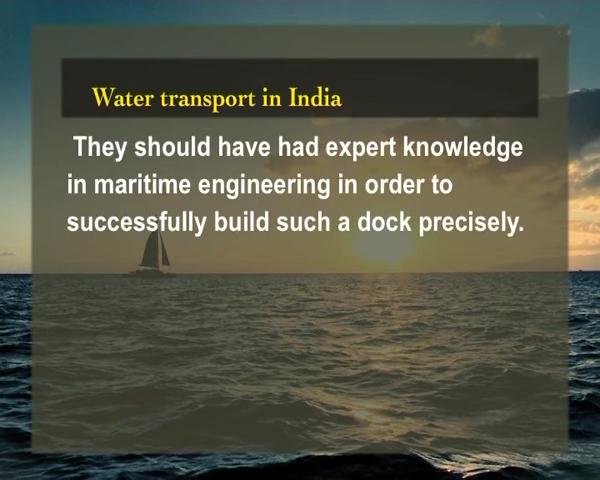 Water transport in India
They should have had expert knowledge
in maritime engineering in order to
successfully build such a dock precisely.